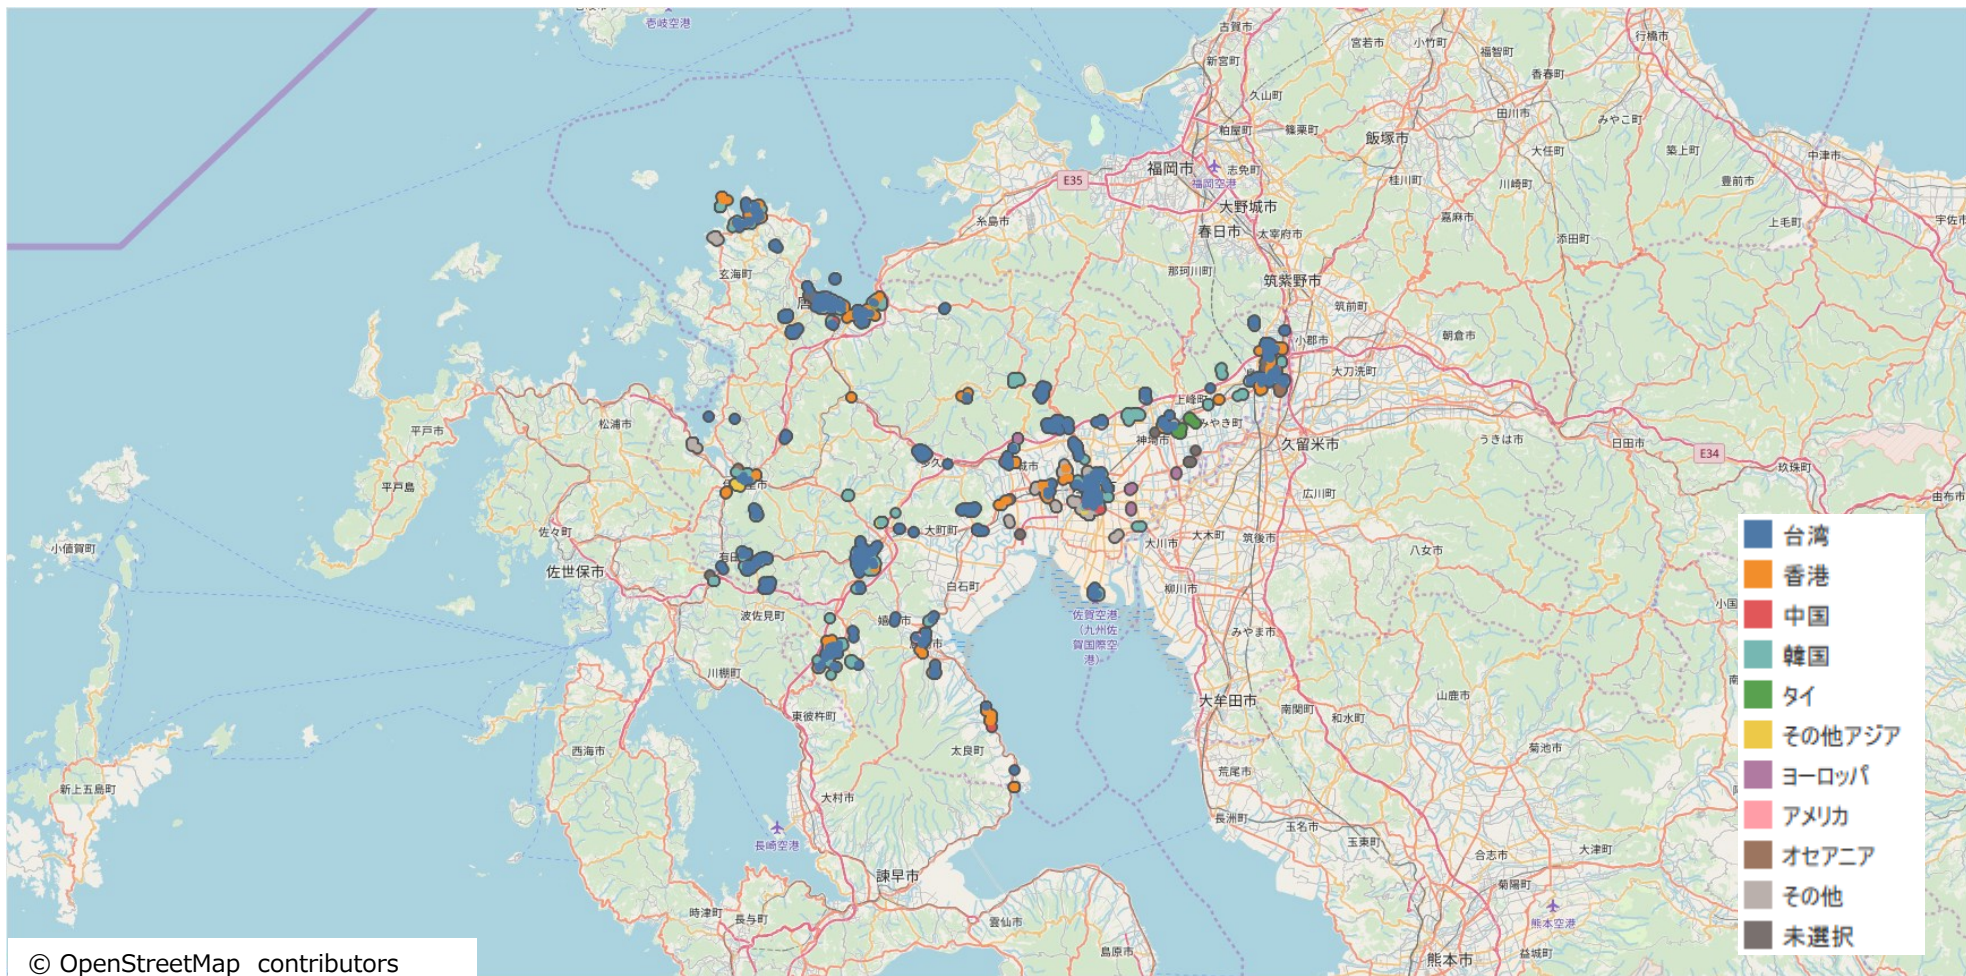 壱岐空港
古賀市
宮若市
小竹町
福智町
行橋市
新宮町
香春町
久山町
田川市
みやこ町
粕屋町
篠栗町
飯塚市
大任町
築上町
中津市
福岡市
志免町
E35
福岡空港
桂川町
川崎町
豊前市
大野城市
嘉麻市
上毛町
宇佐市
糸島市
春日市
太宰府市
添田町
那珂川町
玄海町
筑紫野市
筑前町
朝倉市
小郡市
大刀洗町
上峰町
みやき町
松浦市
平戸市
神埼市
久留米市
うきは市
日田市
E34
玖珠町
平戸島
広川町
由布市
佐々町
大町町
大川市
大木町
筑後市
小値賀町
八女市
佐世保市
白石町
柳川市
波佐見町
佐賀空港
(九州佐
賀国際空
港)
みやま市
川棚町
山鹿市
大牟田市
南関町
和水町
東彼杵町
西海市
太良町
菊池市
荒尾市
新上五島町
大村市
長洲町
玉名市
長崎空港
玉東町
合志市
大津町
諫早市
菊陽町
時津町
長与町
雲仙市
熊本空港
島原市
熊本市
益城町
台湾
香港
中国
韓国
タイ
その他アジア
ヨーロッパ
アメリカ
オセアニア
その他
未選択
© OpenStreetMap contributors